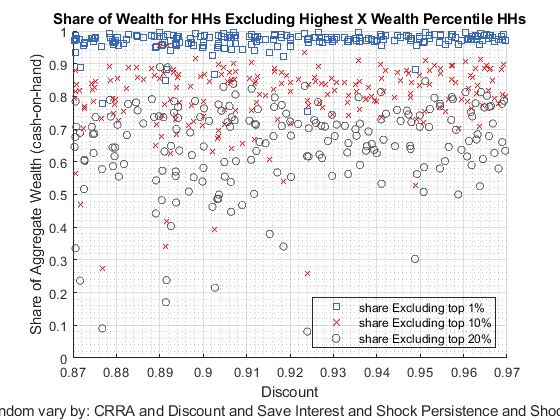 Share of Wealth for HHs Excluding Highest X Wealth Percentile HHs
Share of Aggregate Wealth (cash-on-hand)
1
0.9
0.8
0.7
0.6
0.5
0.4
0.3
0.2
0.1
0
0.87 0.88 0.89 0.9 0.91 0.92 0.93 0.94 0.95 0.96 0.97
share Excluding top 1%
share Excluding top 10%
share Excluding top 20%
Discount
ndom vary by: CRRA and Discount and Save Interest and Shock Persistence and Shoc